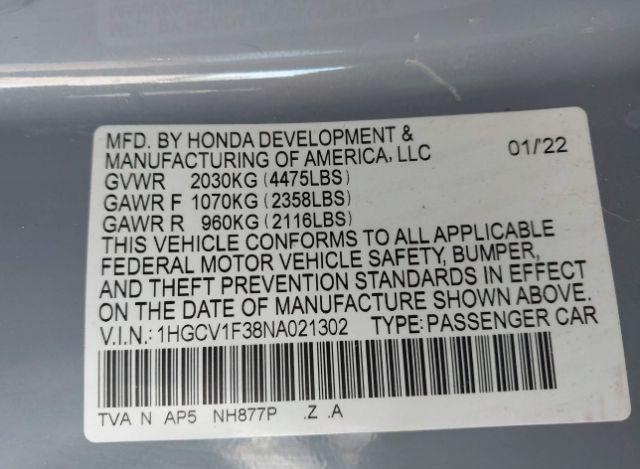 MFD. BY HONDA DEVELOPMENT &
MANUFACTURING OF AMERICA, LLC 01/'22
GVWR 2030KG (4475LBS)
GAWR F 1070KG (2358LBS)
GAWR R 960KG (2116LBS)
THIS VEHICLE CONFORMS TO ALL APPLICABLE
FEDERAL MOTOR VEHICLE SAFETY, BUMPER,
AND THEFT PREVENTION STANDARDS IN EFFECT
ON THE DATE OF MANUFACTURE SHOWN ABOVE.
V.I.N.: 1HGCV1F38NA021302 TYPE: PASSENGER CAR
TVA N AP5 NH877P .Z .A